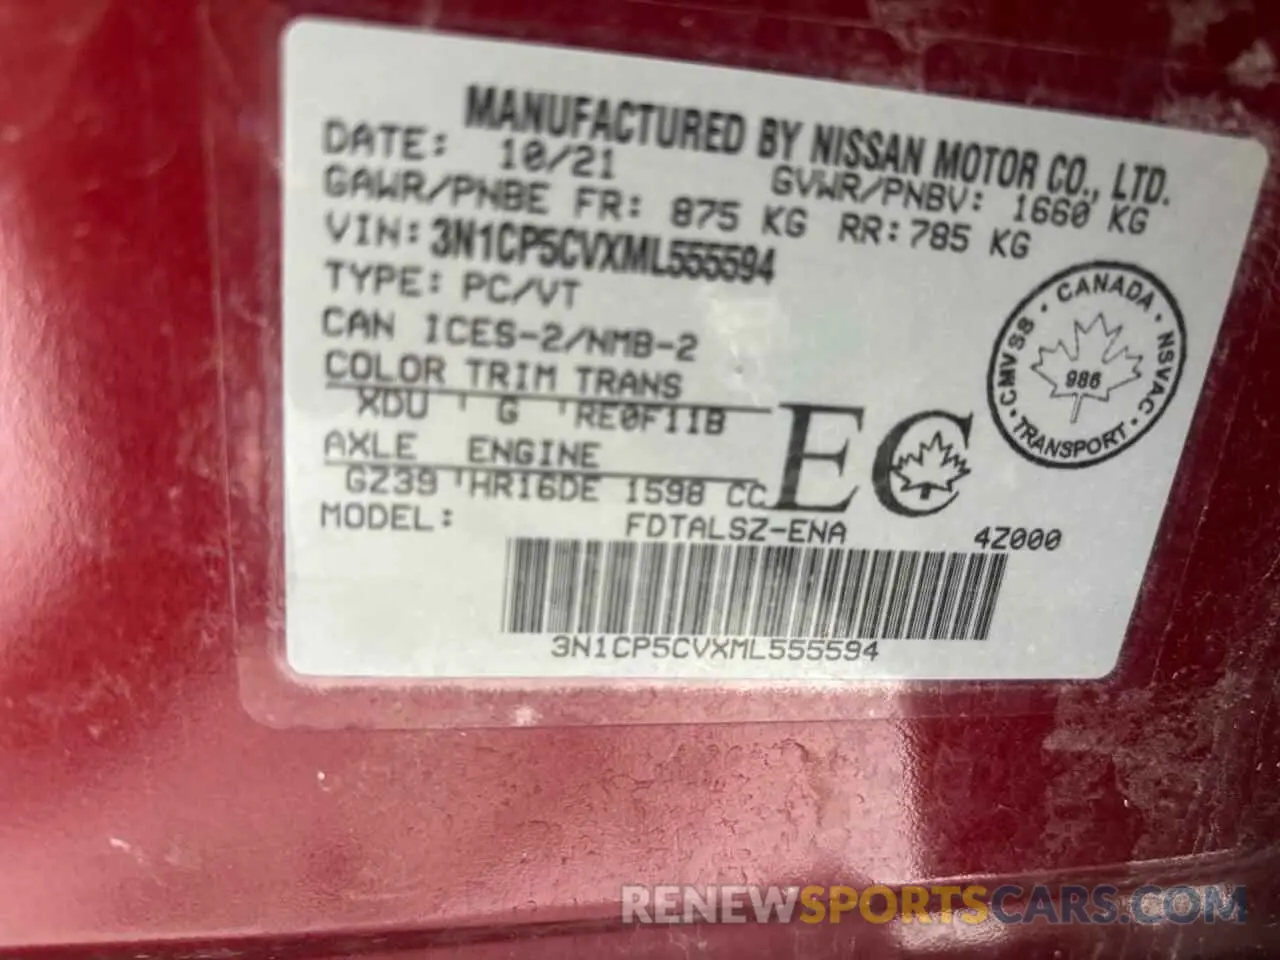 MANUFACTURED BY NISSAN MOTOR CO., LTD.
DATE: 10/21 GVWR/PNBV: 1660 KG
GAWR/PNBE FR: 875 KG RR: 785 KG
VIN: 3N1CP5CVXML555594
TYPE: PC/VT
CAN ICES-2/NMB-2
COLOR TRIM TRANS
XDU G RE0F11B
AXLE ENGINE
GZ39 HR16DE 1598 CC
MODEL: FDTALSZ-ENA 4Z000
EC
CANADA · NSVAC · TRANSPORT · CMVSS ·
986
3N1CP5CVXML555594
RENEWSPORTSCARS.COM